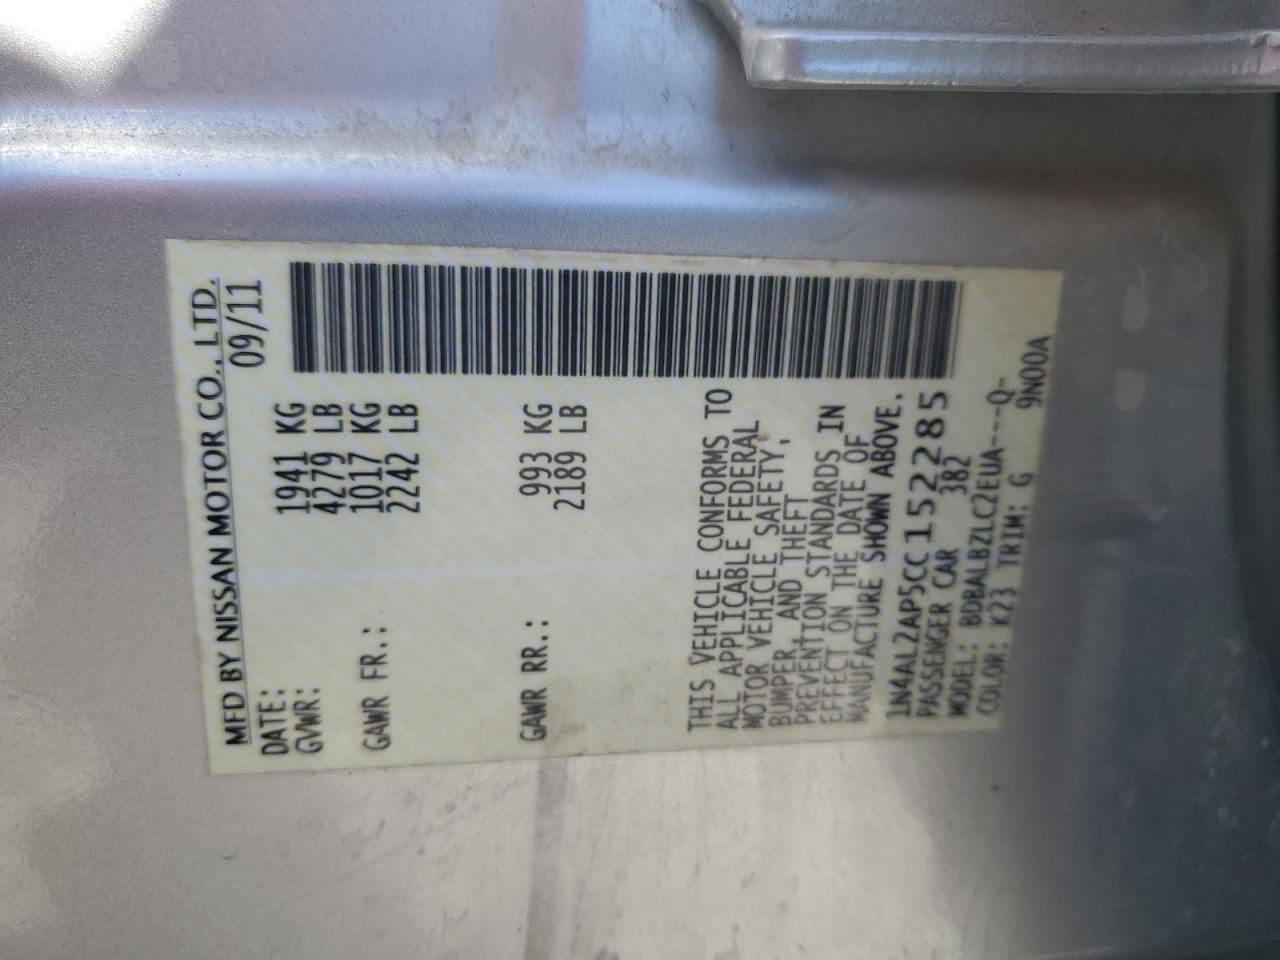 MFD BY NISSAN MOTOR CO., LTD.
DATE: 09/11
GVWR: 1941 KG
4279 LB
GAWR FR.: 1017 KG
2242 LB
GAWR RR.: 993 KG
2189 LB
THIS VEHICLE CONFORMS TO
ALL APPLICABLE FEDERAL
MOTOR VEHICLE SAFETY,
BUMPER, AND THEFT
PREVENTION STANDARDS IN
EFFECT ON THE DATE OF
MANUFACTURE SHOWN ABOVE.
1N4AL2AP5CC152285
PASSENGER CAR 382
MODEL: BDBALBZLC2EUA---Q-
COLOR: K23 TRIM: G 9N00A